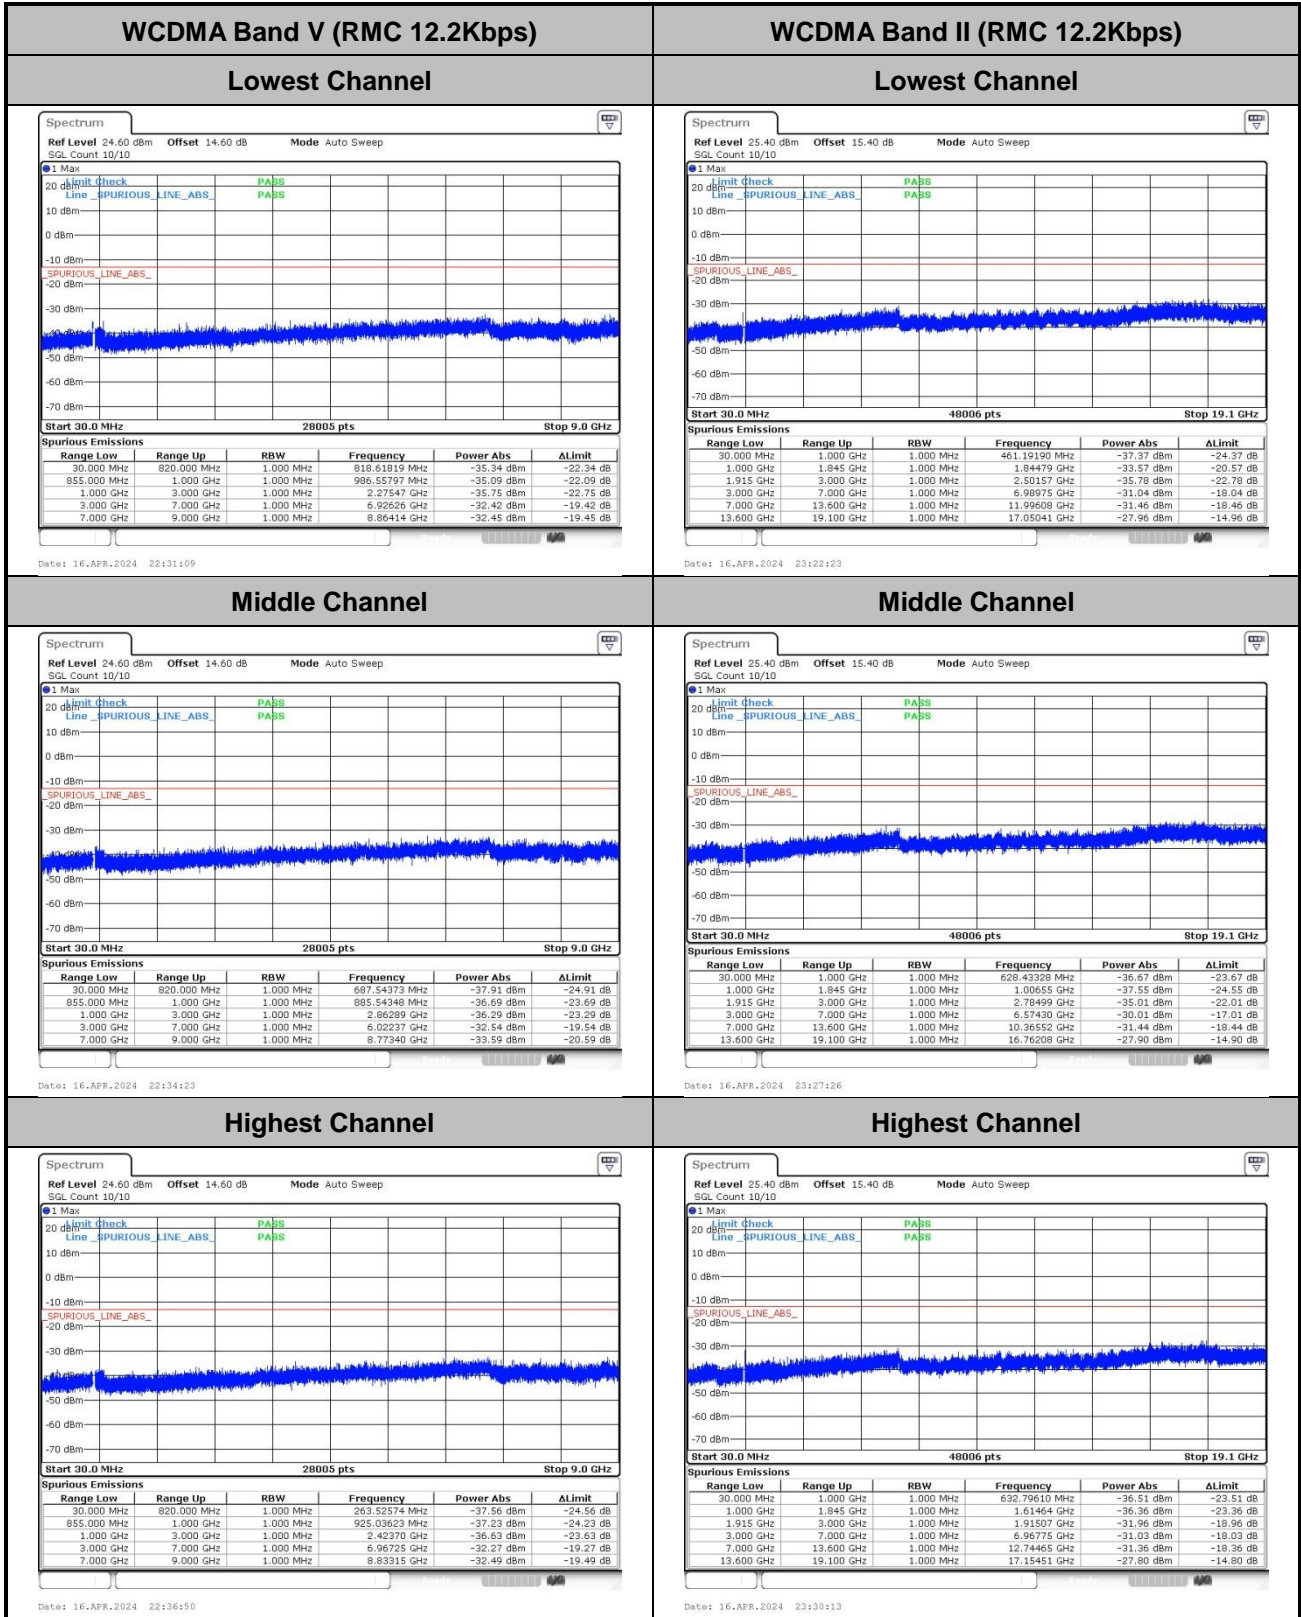 WCDMA Band V (RMC 12.2Kbps) WCDMA Band II (RMC 12.2Kbps)
Lowest Channel Lowest Channel
Spectrum
Ref Level 24.60 dBm Offset 14.60 dB Mode Auto Sweep
SGL Count 10/10
1 Max
Limit Check PASS
20 dBm
Line _SPURIOUS_LINE_ABS_ PASS
10 dBm
0 dBm
-10 dBm
_SPURIOUS_LINE_ABS_
-20 dBm
-30 dBm
-50 dBm
-60 dBm
-70 dBm
Start 30.0 MHz 28005 pts Stop 9.0 GHz
Spurious Emissions
Range Low Range Up RBW Frequency Power Abs ΔLimit
30.000 MHz 820.000 MHz 1.000 MHz 818.61819 MHz -35.34 dBm -22.34 dB
855.000 MHz 1.000 GHz 1.000 MHz 986.55797 MHz -35.09 dBm -22.09 dB
1.000 GHz 3.000 GHz 1.000 MHz 2.27547 GHz -35.75 dBm -22.75 dB
3.000 GHz 7.000 GHz 1.000 MHz 6.92626 GHz -32.42 dBm -19.42 dB
7.000 GHz 9.000 GHz 1.000 MHz 8.86414 GHz -32.45 dBm -19.45 dB
Date: 16.APR.2024 22:31:09
Spectrum
Ref Level 25.40 dBm Offset 15.40 dB Mode Auto Sweep
SGL Count 10/10
1 Max
Limit Check PASS
20 dBm
Line _SPURIOUS_LINE_ABS_ PASS
10 dBm
0 dBm
-10 dBm
_SPURIOUS_LINE_ABS_
-20 dBm
-30 dBm
-50 dBm
-60 dBm
-70 dBm
Start 30.0 MHz 48006 pts Stop 19.1 GHz
Spurious Emissions
Range Low Range Up RBW Frequency Power Abs ΔLimit
30.000 MHz 1.000 GHz 1.000 MHz 461.19190 MHz -37.37 dBm -24.37 dB
1.000 GHz 1.845 GHz 1.000 MHz 1.84479 GHz -33.57 dBm -20.57 dB
1.915 GHz 3.000 GHz 1.000 MHz 2.50157 GHz -35.78 dBm -22.78 dB
3.000 GHz 7.000 GHz 1.000 MHz 6.98975 GHz -31.04 dBm -18.04 dB
7.000 GHz 13.600 GHz 1.000 MHz 11.99608 GHz -31.46 dBm -18.46 dB
13.600 GHz 19.100 GHz 1.000 MHz 17.05041 GHz -27.96 dBm -14.96 dB
Date: 16.APR.2024 23:22:23
Middle Channel Middle Channel
Spectrum
Ref Level 24.60 dBm Offset 14.60 dB Mode Auto Sweep
SGL Count 10/10
1 Max
Limit Check PASS
20 dBm
Line _SPURIOUS_LINE_ABS_ PASS
10 dBm
0 dBm
-10 dBm
_SPURIOUS_LINE_ABS_
-20 dBm
-30 dBm
-50 dBm
-60 dBm
-70 dBm
Start 30.0 MHz 28005 pts Stop 9.0 GHz
Spurious Emissions
Range Low Range Up RBW Frequency Power Abs ΔLimit
30.000 MHz 820.000 MHz 1.000 MHz 687.54373 MHz -37.91 dBm -24.91 dB
855.000 MHz 1.000 GHz 1.000 MHz 885.54348 MHz -36.69 dBm -23.69 dB
1.000 GHz 3.000 GHz 1.000 MHz 2.86289 GHz -36.29 dBm -23.29 dB
3.000 GHz 7.000 GHz 1.000 MHz 6.02237 GHz -32.54 dBm -19.54 dB
7.000 GHz 9.000 GHz 1.000 MHz 8.77340 GHz -33.59 dBm -20.59 dB
Date: 16.APR.2024 22:34:23
Spectrum
Ref Level 25.40 dBm Offset 15.40 dB Mode Auto Sweep
SGL Count 10/10
1 Max
Limit Check PASS
20 dBm
Line _SPURIOUS_LINE_ABS_ PASS
10 dBm
0 dBm
-10 dBm
_SPURIOUS_LINE_ABS_
-20 dBm
-30 dBm
-50 dBm
-60 dBm
-70 dBm
Start 30.0 MHz 48006 pts Stop 19.1 GHz
Spurious Emissions
Range Low Range Up RBW Frequency Power Abs ΔLimit
30.000 MHz 1.000 GHz 1.000 MHz 628.43328 MHz -36.67 dBm -23.67 dB
1.000 GHz 1.845 GHz 1.000 MHz 1.00655 GHz -37.55 dBm -24.55 dB
1.915 GHz 3.000 GHz 1.000 MHz 2.78499 GHz -35.01 dBm -22.01 dB
3.000 GHz 7.000 GHz 1.000 MHz 6.57430 GHz -30.01 dBm -17.01 dB
7.000 GHz 13.600 GHz 1.000 MHz 10.36552 GHz -31.44 dBm -18.44 dB
13.600 GHz 19.100 GHz 1.000 MHz 16.76208 GHz -27.90 dBm -14.90 dB
Date: 16.APR.2024 23:27:26
Highest Channel Highest Channel
Spectrum
Ref Level 24.60 dBm Offset 14.60 dB Mode Auto Sweep
SGL Count 10/10
1 Max
Limit Check PASS
20 dBm
Line _SPURIOUS_LINE_ABS_ PASS
10 dBm
0 dBm
-10 dBm
_SPURIOUS_LINE_ABS_
-20 dBm
-30 dBm
-50 dBm
-60 dBm
-70 dBm
Start 30.0 MHz 28005 pts Stop 9.0 GHz
Spurious Emissions
Range Low Range Up RBW Frequency Power Abs ΔLimit
30.000 MHz 820.000 MHz 1.000 MHz 263.52574 MHz -37.56 dBm -24.56 dB
855.000 MHz 1.000 GHz 1.000 MHz 925.03623 MHz -37.23 dBm -24.23 dB
1.000 GHz 3.000 GHz 1.000 MHz 2.42370 GHz -36.63 dBm -23.63 dB
3.000 GHz 7.000 GHz 1.000 MHz 6.96725 GHz -32.27 dBm -19.27 dB
7.000 GHz 9.000 GHz 1.000 MHz 8.83315 GHz -32.49 dBm -19.49 dB
Date: 16.APR.2024 22:36:50
Spectrum
Ref Level 25.40 dBm Offset 15.40 dB Mode Auto Sweep
SGL Count 10/10
1 Max
Limit Check PASS
20 dBm
Line _SPURIOUS_LINE_ABS_ PASS
10 dBm
0 dBm
-10 dBm
_SPURIOUS_LINE_ABS_
-20 dBm
-30 dBm
-50 dBm
-60 dBm
-70 dBm
Start 30.0 MHz 48006 pts Stop 19.1 GHz
Spurious Emissions
Range Low Range Up RBW Frequency Power Abs ΔLimit
30.000 MHz 1.000 GHz 1.000 MHz 632.79610 MHz -36.51 dBm -23.51 dB
1.000 GHz 1.845 GHz 1.000 MHz 1.61464 GHz -36.36 dBm -23.36 dB
1.915 GHz 3.000 GHz 1.000 MHz 1.91507 GHz -31.96 dBm -18.96 dB
3.000 GHz 7.000 GHz 1.000 MHz 6.96775 GHz -31.03 dBm -18.03 dB
7.000 GHz 13.600 GHz 1.000 MHz 12.74465 GHz -31.36 dBm -18.36 dB
13.600 GHz 19.100 GHz 1.000 MHz 17.15451 GHz -27.80 dBm -14.80 dB
Date: 16.APR.2024 23:30:13